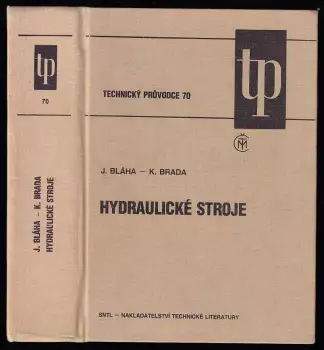 tp
70
J. BLÁHA – K. BRADA
HYDRAULICKÉ STROJE
tp
TECHNICKÝ PRŮVODCE 70
J. BLÁHA – K. BRADA
HYDRAULICKÉ STROJE
SNTL – NAKLADATELSTVÍ TECHNICKÉ LITERATURY